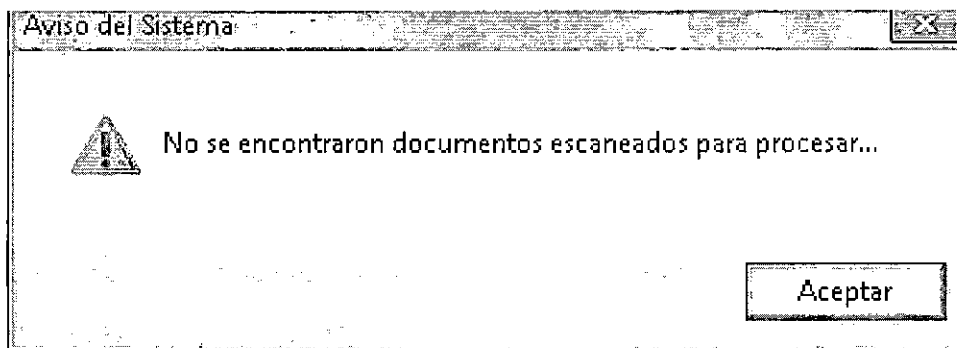 Aviso del Sistema
No se encontraron documentos escaneados para procesar...
Aceptar